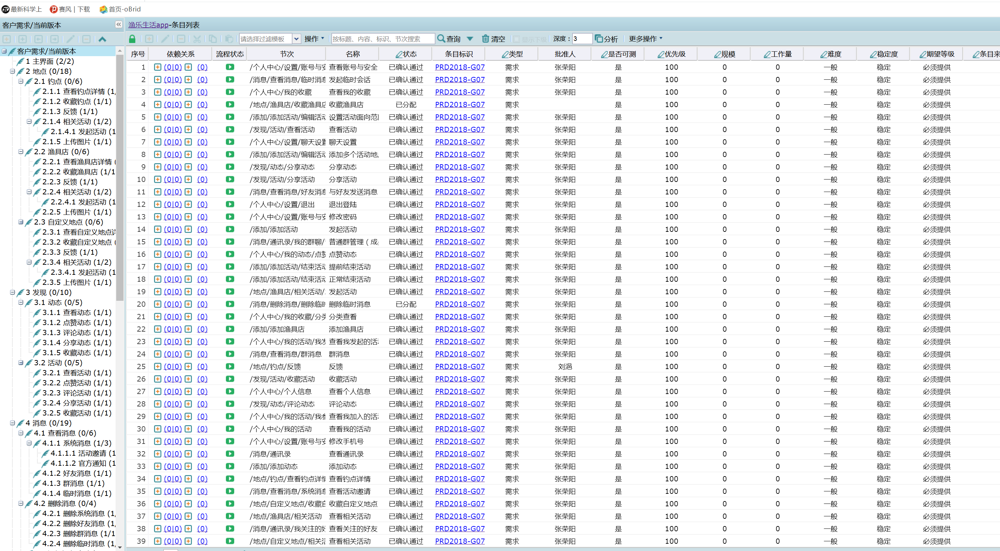 最新科学上 赛风 | 下载 首页-oBrid
客户需求/当前版本
渔乐生活app-条目列表
请选择过滤模板 操作 按标题、内容、标识、节次搜索 查询 清空 显示下级 深度： 3 分析 更多操作
客户需求/当前版本
1 主界面 (2/2)
2 地点 (0/18)
2.1 钓点 (0/6)
2.1.1 查看钓点详情 (1/
2.1.2 收藏钓点 (1/1)
2.1.3 反馈 (1/1)
2.1.4 相关活动 (1/2)
2.1.4.1 发起活动 (1
2.1.5 上传图片 (1/1)
2.2 渔具店 (0/6)
2.2.1 查看渔具店详情 (
2.2.2 收藏渔具店 (1/1
2.2.3 反馈 (1/1)
2.2.4 相关活动 (1/2)
2.2.4.1 发起活动 (1
2.2.5 上传图片 (1/1)
2.3 自定义地点 (0/6)
2.3.1 查看自定义地点详
2.3.2 收藏自定义地点 (
2.3.3 反馈 (1/1)
2.3.4 相关活动 (1/2)
2.3.4.1 发起活动 (1
2.3.5 上传图片 (1/1)
3 发现 (0/10)
3.1 动态 (0/5)
3.1.1 查看动态 (1/1)
3.1.2 点赞动态 (1/1)
3.1.3 评论动态 (1/1)
3.1.4 分享动态 (1/1)
3.1.5 收藏动态 (1/1)
3.2 活动 (0/5)
3.2.1 查看活动 (1/1)
3.2.2 点赞活动 (1/1)
3.2.3 评论活动 (1/1)
3.2.4 分享活动 (1/1)
3.2.5 收藏活动 (1/1)
4 消息 (0/19)
4.1 查看消息 (0/6)
4.1.1 系统消息 (1/3)
4.1.1.1 活动邀请 (1
4.1.1.2 官方通知 (1
4.1.2 好友消息 (1/1)
4.1.3 群消息 (1/1)
4.1.4 临时消息 (1/1)
4.2 删除消息 (0/4)
4.2.1 删除系统消息 (1/
4.2.2 删除好友消息 (1/
4.2.3 删除群消息 (1/1
4.2.4 删除临时消息 (1/
序号 依赖关系 流程状态 节次 名称 状态 条目标识 类型 批准人 是否可测 优先级 规模 工作量 难度 稳定度 期望等级 条目来
1 (0|0) (0) /个人中心/设置/账号与安 查看账号与安全 已确认通过 PRD2018-G07 需求 张荣阳 是 100 0 0 一般 稳定 必须提供
2 (0|0) (0) /消息/查看消息/临时消息 发起临时会话 已确认通过 PRD2018-G07 需求 张荣阳 是 100 0 0 一般 稳定 必须提供
3 (0|0) (0) /个人中心/我的收藏 查看我的收藏 已确认通过 PRD2018-G07 需求 张荣阳 是 100 0 0 一般 稳定 必须提供
4 (0|0) (0) /地点/渔具店/收藏渔具店 收藏渔具店 已分配 PRD2018-G07 需求 是 100 0 0 一般 稳定 必须提供
5 (0|0) (0) /添加/添加活动/编辑活动 设置活动面向范围 已确认通过 PRD2018-G07 需求 张荣阳 是 100 0 0 一般 稳定 必须提供
6 (0|0) (0) /发现/活动/查看活动 查看活动 已确认通过 PRD2018-G07 需求 张荣阳 是 100 0 0 一般 稳定 必须提供
7 (0|0) (0) /个人中心/设置/聊天设置 聊天设置 已确认通过 PRD2018-G07 需求 张荣阳 是 100 0 0 一般 稳定 必须提供
8 (0|0) (0) /添加/添加活动/编辑活动 添加多个活动地 已确认通过 PRD2018-G07 需求 张荣阳 是 100 0 0 一般 稳定 必须提供
9 (0|0) (0) /发现/动态/分享动态 分享动态 已确认通过 PRD2018-G07 需求 张荣阳 是 100 0 0 一般 稳定 必须提供
10 (0|0) (0) /发现/活动/分享活动 分享活动 已确认通过 PRD2018-G07 需求 张荣阳 是 100 0 0 一般 稳定 必须提供
11 (0|0) (0) /消息/查看消息/好友消息 与好友发送消息 已确认通过 PRD2018-G07 需求 张荣阳 是 100 0 0 一般 稳定 必须提供
12 (0|0) (0) /个人中心/设置/退出 退出登陆 已确认通过 PRD2018-G07 需求 张荣阳 是 100 0 0 一般 稳定 必须提供
13 (0|0) (0) /个人中心/设置/账号与安 修改密码 已确认通过 PRD2018-G07 需求 张荣阳 是 100 0 0 一般 稳定 必须提供
14 (0|0) (0) /添加/添加活动 发起活动 已确认通过 PRD2018-G07 需求 张荣阳 是 100 0 0 一般 稳定 必须提供
15 (0|0) (0) /消息/通讯录/我的群聊/ 普通群管理（成 已确认通过 PRD2018-G07 需求 张荣阳 是 100 0 0 一般 稳定 必须提供
16 (0|0) (0) /个人中心/我的动态/点赞 点赞动态 已确认通过 PRD2018-G07 需求 张荣阳 是 100 0 0 一般 稳定 必须提供
17 (0|0) (0) /添加/添加活动/结束活动 提前结束活动 已确认通过 PRD2018-G07 需求 张荣阳 是 100 0 0 一般 稳定 必须提供
18 (0|0) (0) /添加/添加活动/结束活动 正常结束活动 已确认通过 PRD2018-G07 需求 张荣阳 是 100 0 0 一般 稳定 必须提供
19 (0|0) (0) /地点/渔具店/相关活动/ 发起活动 已确认通过 PRD2018-G07 需求 张荣阳 是 100 0 0 一般 稳定 必须提供
20 (0|0) (0) /消息/删除消息/删除临时 删除临时消息 已分配 PRD2018-G07 需求 张荣阳 是 100 0 0 一般 稳定 必须提供
21 (0|0) (0) /个人中心/我的收藏/分类 分类查看 已确认通过 PRD2018-G07 需求 张荣阳 是 100 0 0 一般 稳定 必须提供
22 (0|0) (0) /添加/添加渔具店 添加渔具店 已确认通过 PRD2018-G07 需求 张荣阳 是 100 0 0 一般 稳定 必须提供
23 (0|0) (0) /个人中心/我的活动/我发 查看我发起的活 已确认通过 PRD2018-G07 需求 张荣阳 是 100 0 0 一般 稳定 必须提供
24 (0|0) (0) /消息/查看消息/群消息 群消息 已确认通过 PRD2018-G07 需求 张荣阳 是 100 0 0 一般 稳定 必须提供
25 (0|0) (0) /地点/钓点/反馈 反馈 已确认通过 PRD2018-G07 需求 刘浥 是 100 0 0 一般 稳定 必须提供
26 (0|0) (0) /发现/活动/收藏活动 收藏活动 已确认通过 PRD2018-G07 需求 张荣阳 是 100 0 0 一般 稳定 必须提供
27 (0|0) (0) /个人中心/个人信息 查看个人信息 已确认通过 PRD2018-G07 需求 张荣阳 是 100 0 0 一般 稳定 必须提供
28 (0|0) (0) /发现/动态/评论动态 评论动态 已确认通过 PRD2018-G07 需求 张荣阳 是 100 0 0 一般 稳定 必须提供
29 (0|0) (0) /个人中心/我的活动/我参 查看我加入的活 已确认通过 PRD2018-G07 需求 张荣阳 是 100 0 0 一般 稳定 必须提供
30 (0|0) (0) /个人中心/我的活动 查看我的活动 已确认通过 PRD2018-G07 需求 张荣阳 是 100 0 0 一般 稳定 必须提供
31 (0|0) (0) /个人中心/设置/账号与安 修改手机号 已确认通过 PRD2018-G07 需求 张荣阳 是 100 0 0 一般 稳定 必须提供
32 (0|0) (0) /消息/通讯录 查看通讯录 已确认通过 PRD2018-G07 需求 张荣阳 是 100 0 0 一般 稳定 必须提供
33 (0|0) (0) /添加/添加动态 添加动态 已确认通过 PRD2018-G07 需求 张荣阳 是 100 0 0 一般 稳定 必须提供
34 (0|0) (0) /地点/钓点/查看钓点详情 查看钓点详情 已确认通过 PRD2018-G07 需求 张荣阳 是 100 0 0 一般 稳定 必须提供
35 (0|0) (0) /消息/查看消息/系统消息 查看活动邀请 已确认通过 PRD2018-G07 需求 张荣阳 是 100 0 0 一般 稳定 必须提供
36 (0|0) (0) /地点/自定义地点/收藏自 收藏自定义地点 已确认通过 PRD2018-G07 需求 张荣阳 是 100 0 0 一般 稳定 必须提供
37 (0|0) (0) /地点/渔具店/相关活动 查看相关活动 已确认通过 PRD2018-G07 需求 张荣阳 是 100 0 0 一般 稳定 必须提供
38 (0|0) (0) /消息/通讯录/我关注的好 查看关注的好友 已确认通过 PRD2018-G07 需求 张荣阳 是 100 0 0 一般 稳定 必须提供
39 (0|0) (0) /地点/自定义地点/相关活 查看相关活动 已确认通过 PRD2018-G07 需求 张荣阳 是 100 0 0 一般 稳定 必须提供